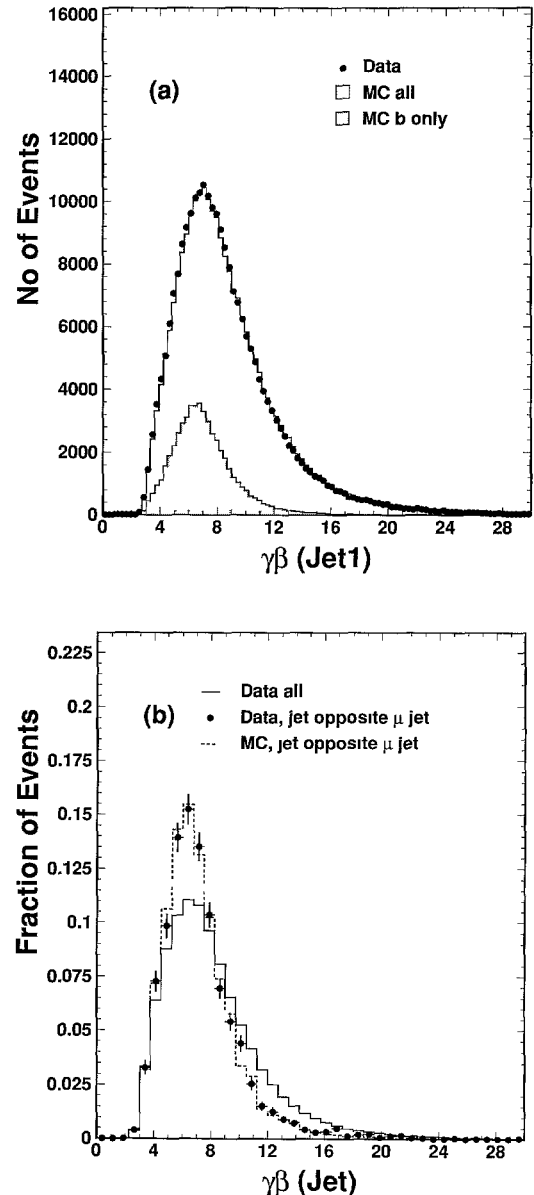 16000
14000
12000
10000
8000
6000
4000
2000
0
No of Events
(a)
Data
MC all
MC b only
0 4 8 12 16 20 24 28
γβ (Jet1)
0.225
0.2
0.175
0.15
0.125
0.1
0.075
0.05
0.025
0
Fraction of Events
(b)
Data all
Data, jet opposite μ jet
MC, jet opposite μ jet
0 4 8 12 16 20 24 28
γβ (Jet)